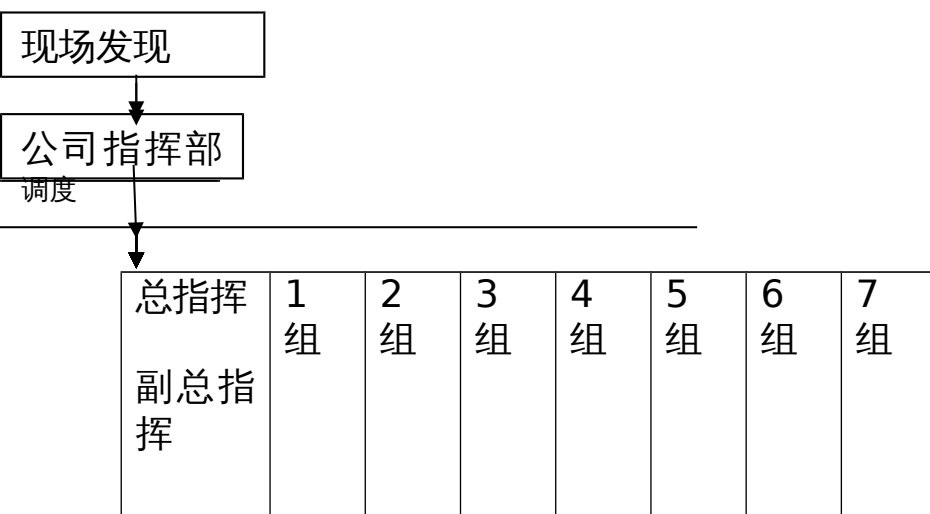 现场发现
公司指挥部
调度
总指挥 1 2 3 4 5 6 7
组 组 组 组 组 组 组
副总指
挥